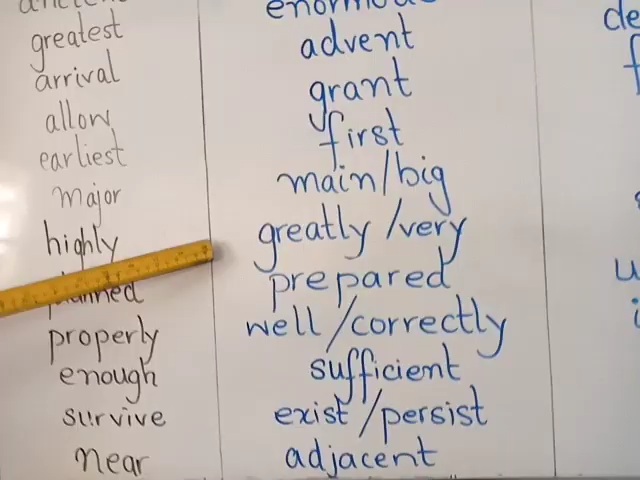 greatest advent
arrival grant
allow first
earliest main/big
major greatly/very
highly prepared
planned well/correctly
properly sufficient
enough exist/persist
survive adjacent
near